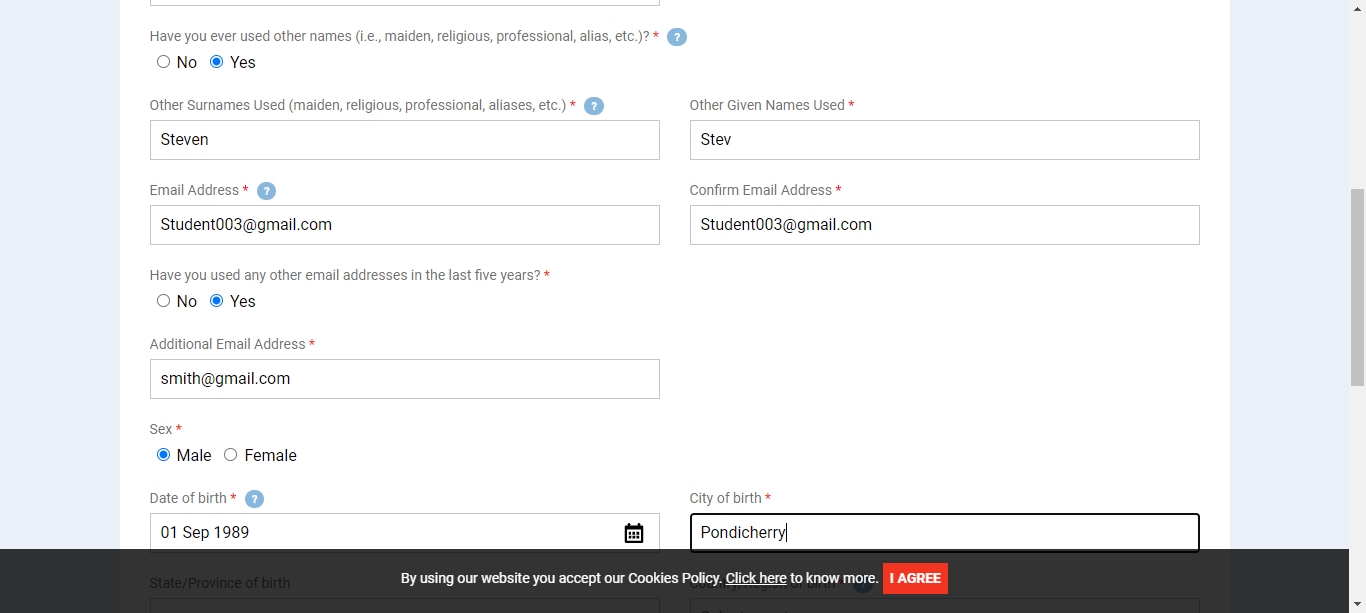 Have you ever used other names (i.e., maiden, religious, professional, alias, etc.)? * ?
No Yes
Other Surnames Used (maiden, religious, professional, aliases, etc.) * ? Other Given Names Used *
Steven Stev
Email Address * ? Confirm Email Address *
Student003@gmail.com Student003@gmail.com
Have you used any other email addresses in the last five years? *
No Yes
Additional Email Address *
smith@gmail.com
Sex *
Male Female
Date of birth * ? City of birth *
01 Sep 1989 Pondicherry
State/Province of birth
By using our website you accept our Cookies Policy. Click here to know more. I AGREE